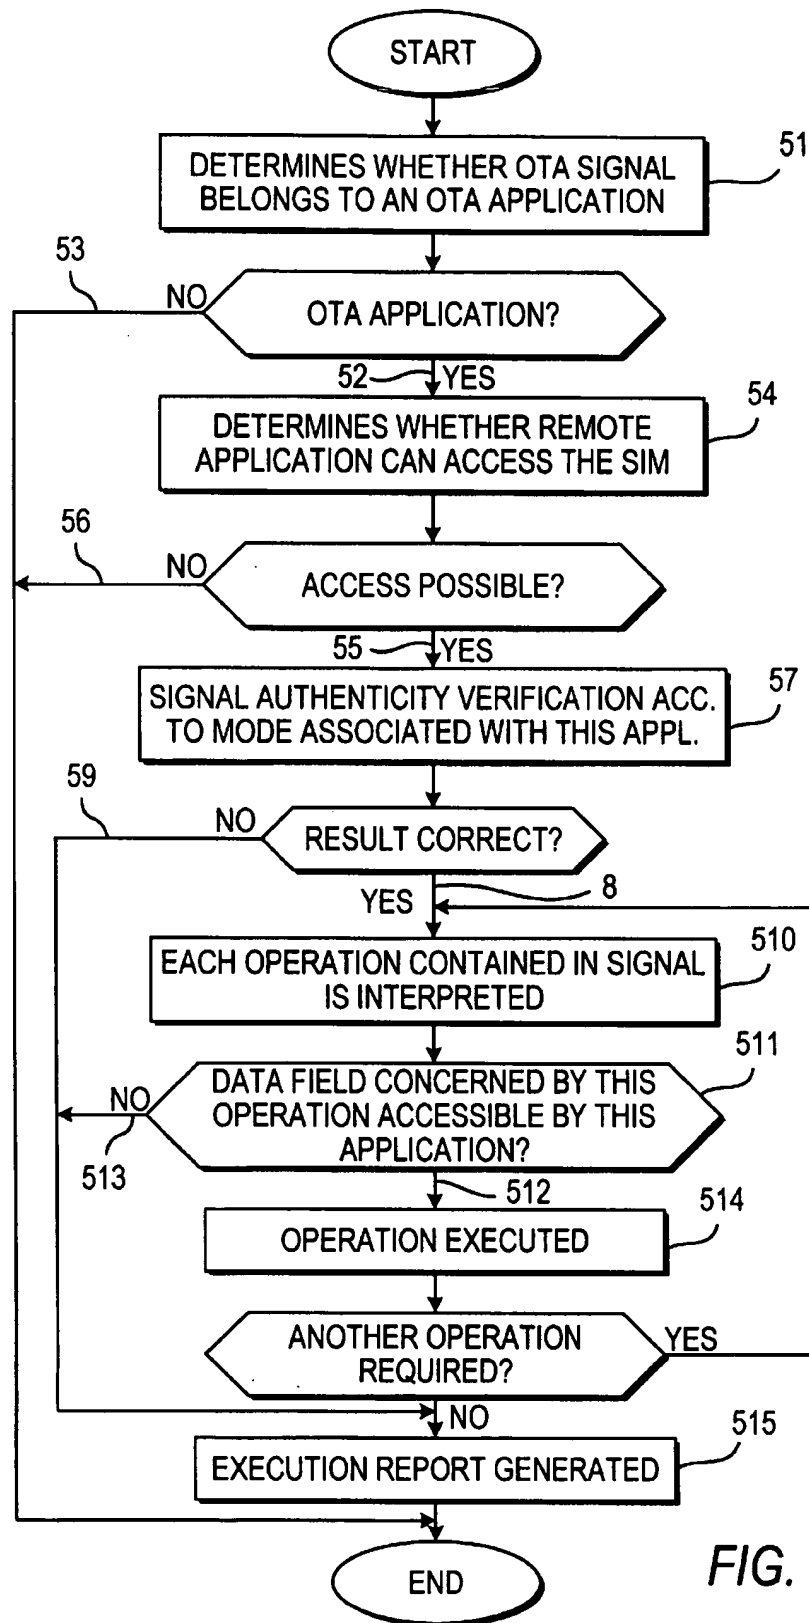 START
51
DETERMINES WHETHER OTA SIGNAL
BELONGS TO AN OTA APPLICATION
53
NO
OTA APPLICATION?
52
YES
54
DETERMINES WHETHER REMOTE
APPLICATION CAN ACCESS THE SIM
56
NO
ACCESS POSSIBLE?
55
YES
57
SIGNAL AUTHENTICITY VERIFICATION ACC.
TO MODE ASSOCIATED WITH THIS APPL.
59
NO
RESULT CORRECT?
YES
8
510
EACH OPERATION CONTAINED IN SIGNAL
IS INTERPRETED
511
NO
DATA FIELD CONCERNED BY THIS
OPERATION ACCESSIBLE BY THIS
APPLICATION?
513
512
514
OPERATION EXECUTED
ANOTHER OPERATION
REQUIRED?
YES
NO
515
EXECUTION REPORT GENERATED
END
FIG.